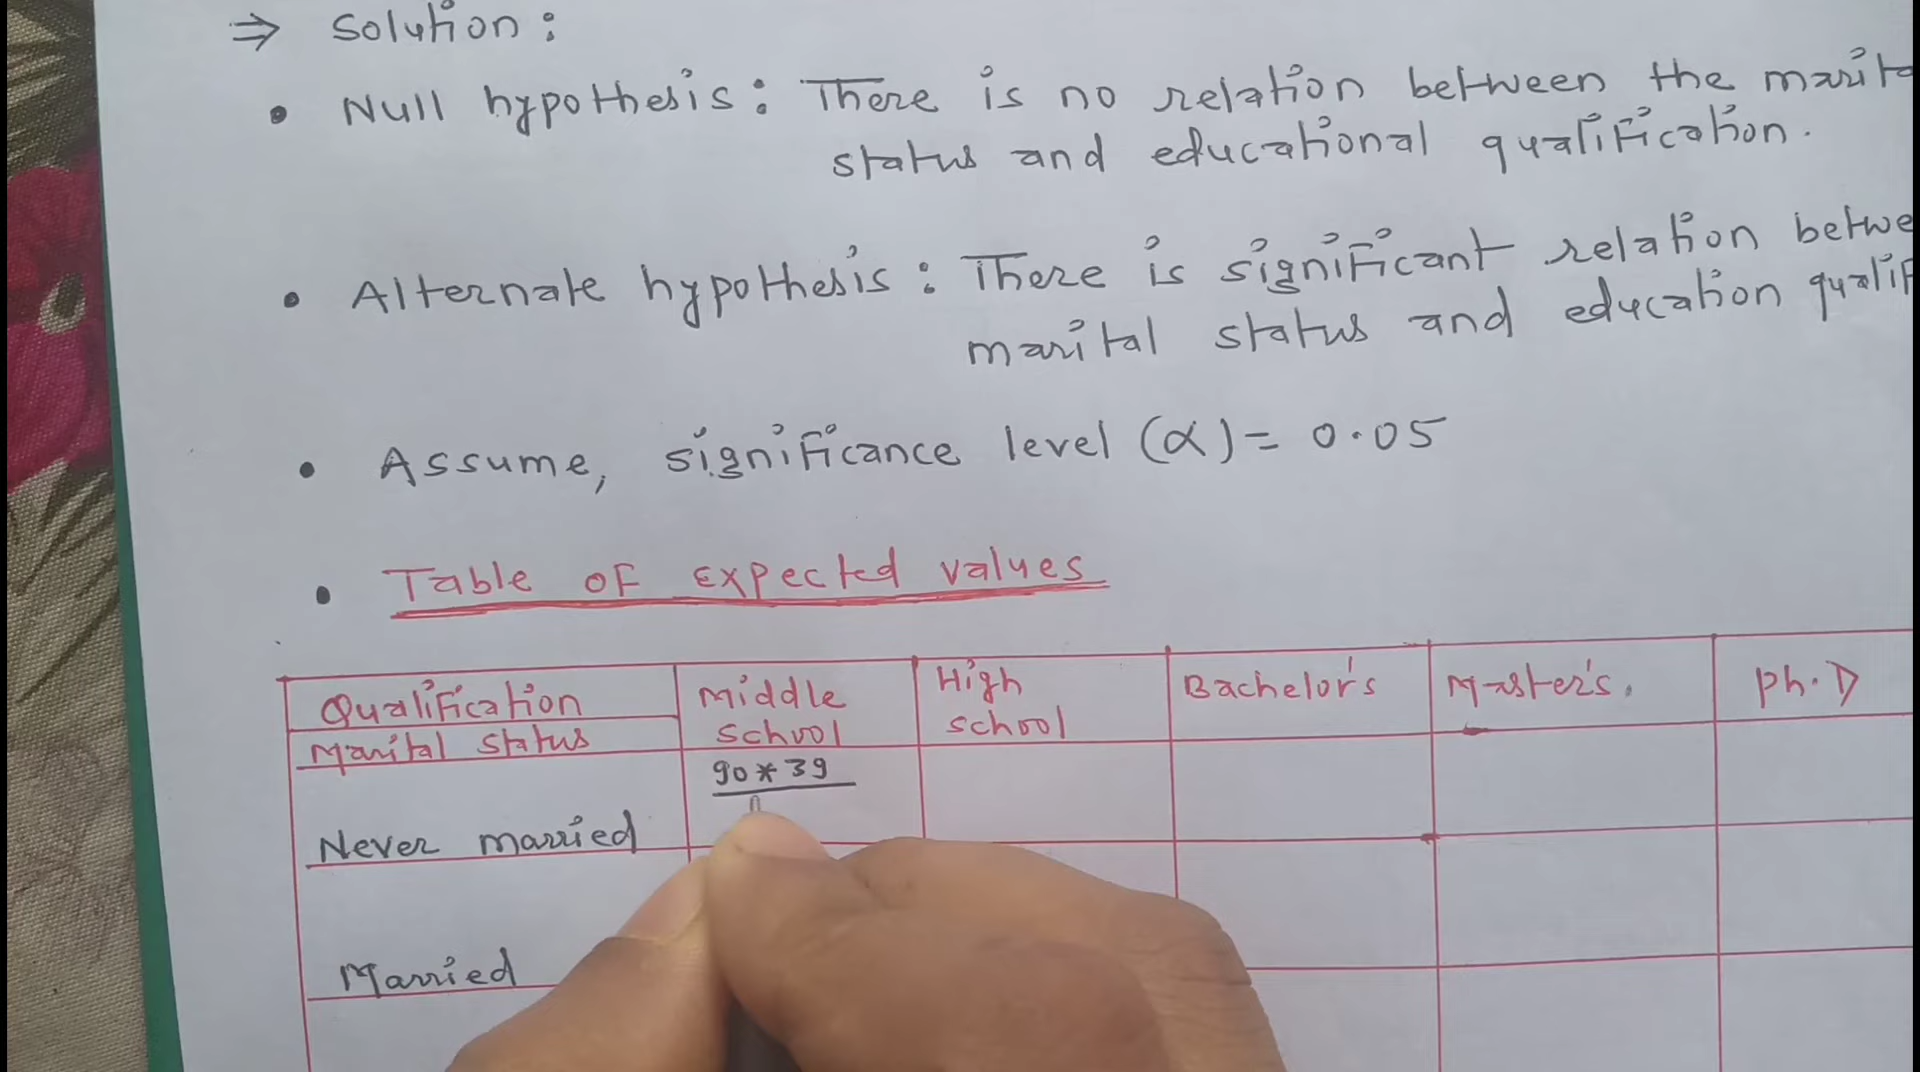 ⇒ Solution :
• Null hypothesis : There is no relation between the marit
status and educational qualification.
• Alternate hypothesis : There is significant relation betwe
marital status and education qualif
• Assume, significance level (α) = 0.05
• Table of expected values
Qualification
Marital status
Middle school
High school
Bachelor's
Master's.
Ph.D
Never married
90*39
Married